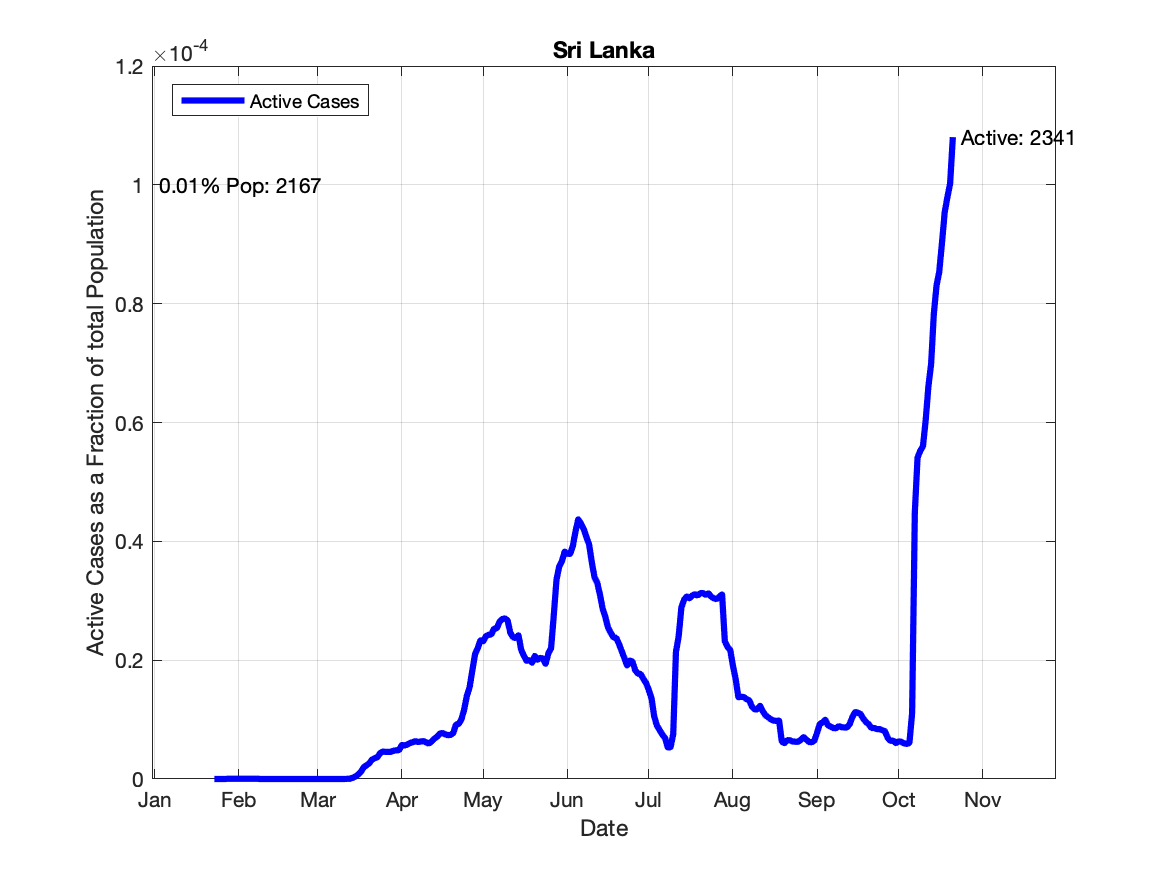 Sri Lanka
×10-4
1.2
1
0.8
0.6
0.4
0.2
0
Active Cases
0.01% Pop: 2167
Active: 2341
Active Cases as a Fraction of total Population
Jan Feb Mar Apr May Jun Jul Aug Sep Oct Nov
Date